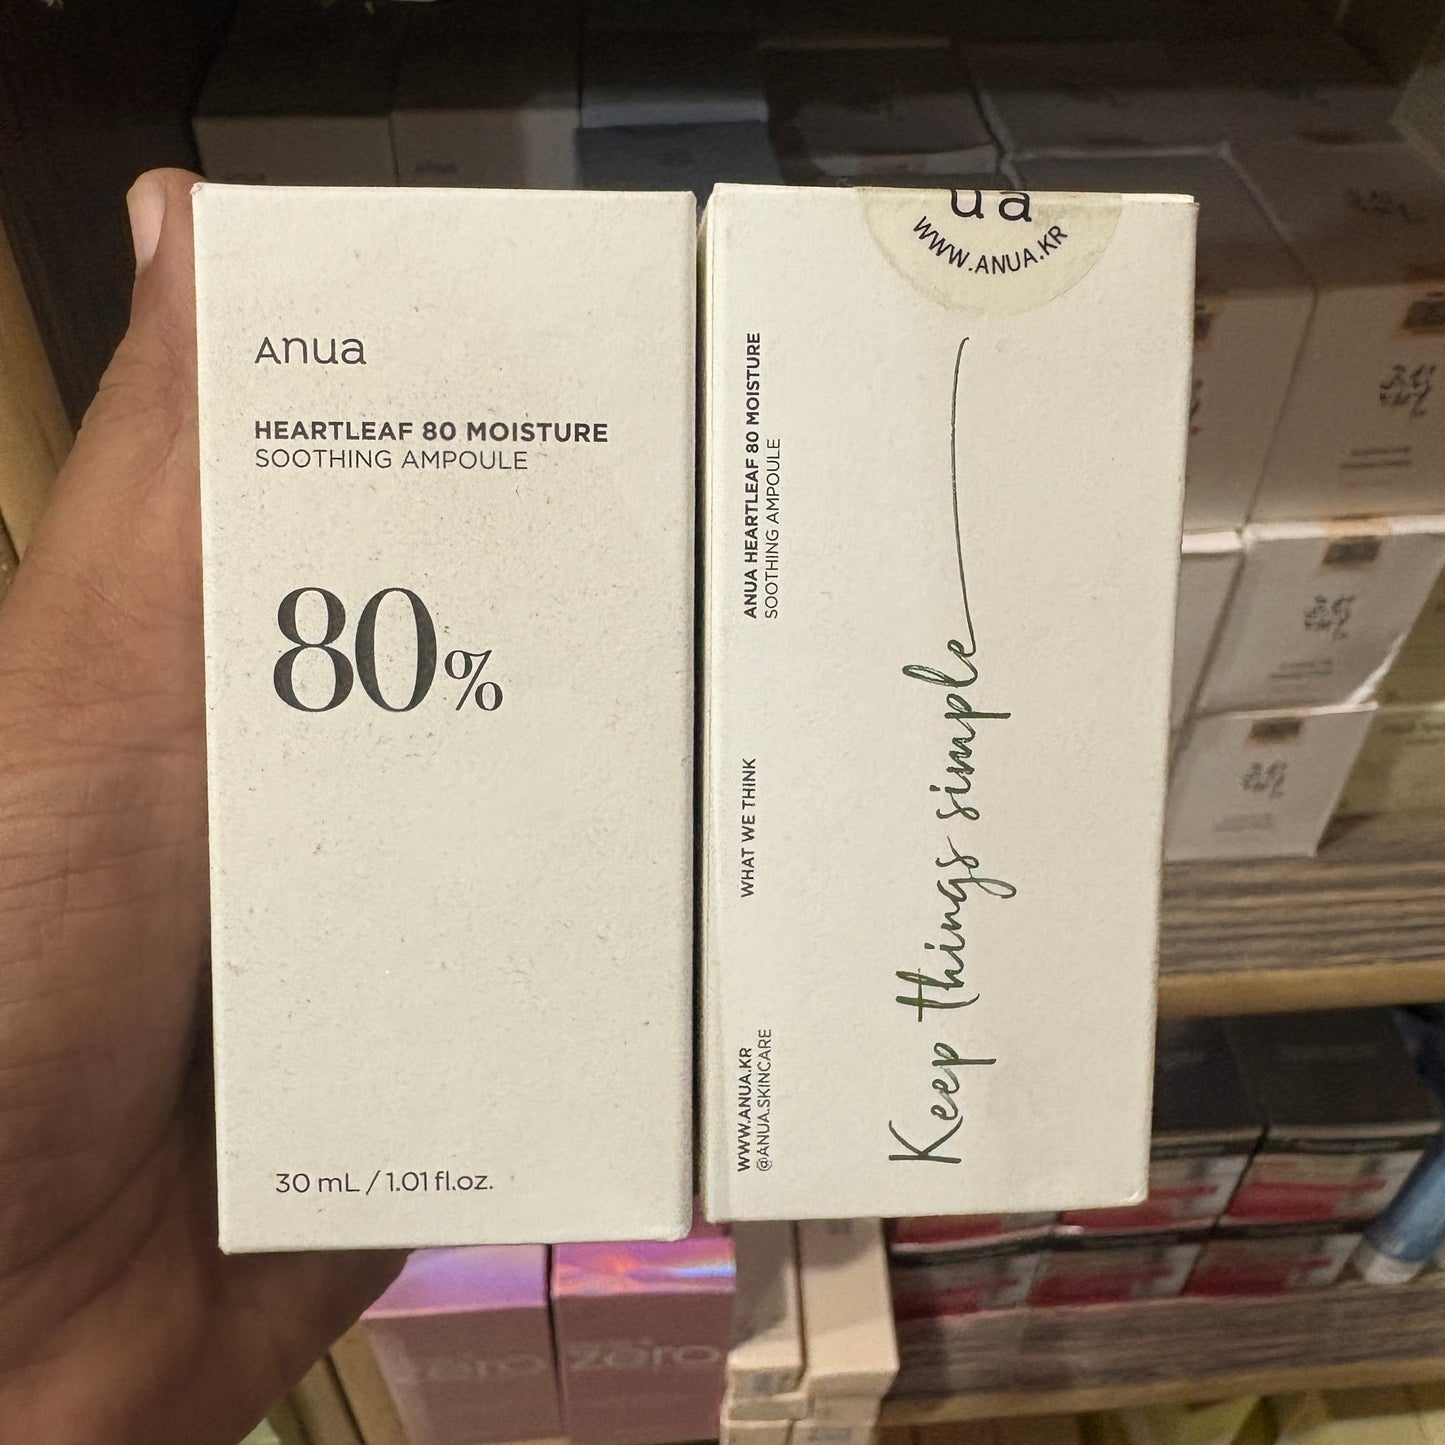 Anua
HEARTLEAF 80 MOISTURE
SOOTHING AMPOULE
80%
30 mL / 1.01 fl.oz.
ua
WWW.ANUA.KR
ANUA HEARTLEAF 80 MOISTURE
SOOTHING AMPOULE
WHAT WE THINK
WWW.ANUA.KR
@ANUA.SKINCARE
Keep things simple
zéro